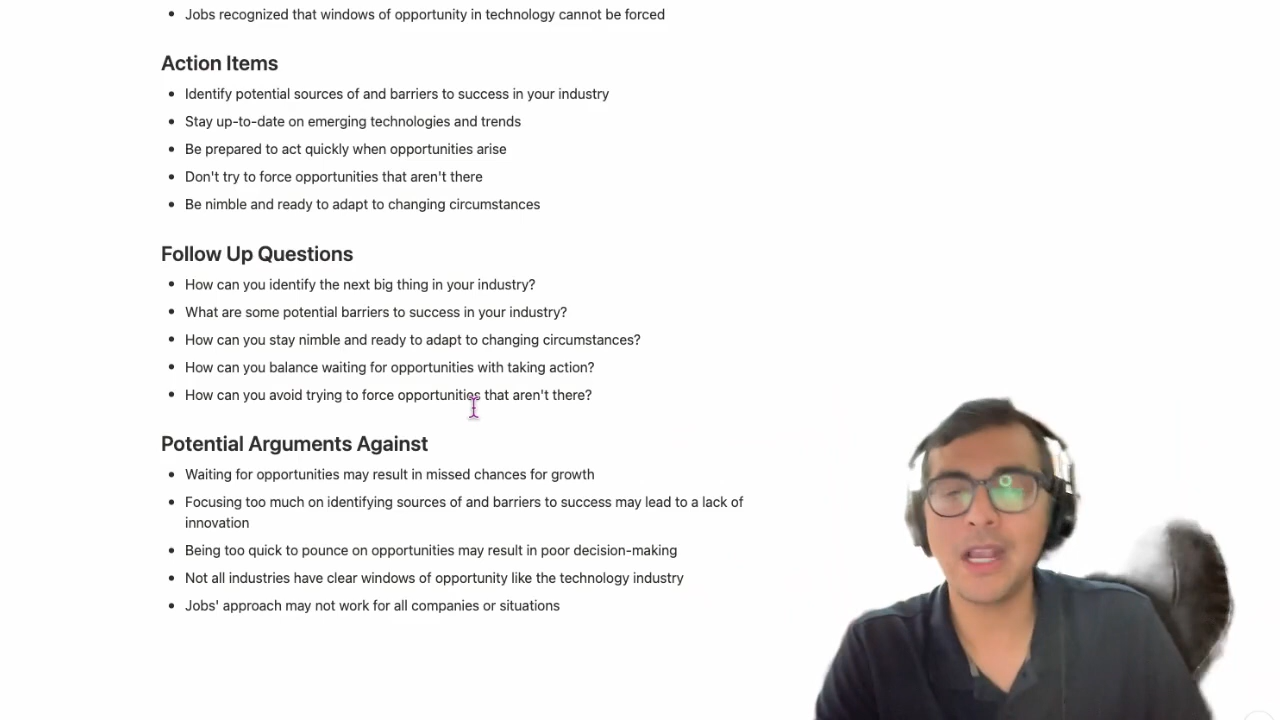 Jobs recognized that windows of opportunity in technology cannot be forced
Action Items
Identify potential sources of and barriers to success in your industry
Stay up-to-date on emerging technologies and trends
Be prepared to act quickly when opportunities arise
Don't try to force opportunities that aren't there
Be nimble and ready to adapt to changing circumstances
Follow Up Questions
How can you identify the next big thing in your industry?
What are some potential barriers to success in your industry?
How can you stay nimble and ready to adapt to changing circumstances?
How can you balance waiting for opportunities with taking action?
How can you avoid trying to force opportunities that aren't there?
Potential Arguments Against
Waiting for opportunities may result in missed chances for growth
Focusing too much on identifying sources of and barriers to success may lead to a lack of
innovation
Being too quick to pounce on opportunities may result in poor decision-making
Not all industries have clear windows of opportunity like the technology industry
Jobs' approach may not work for all companies or situations